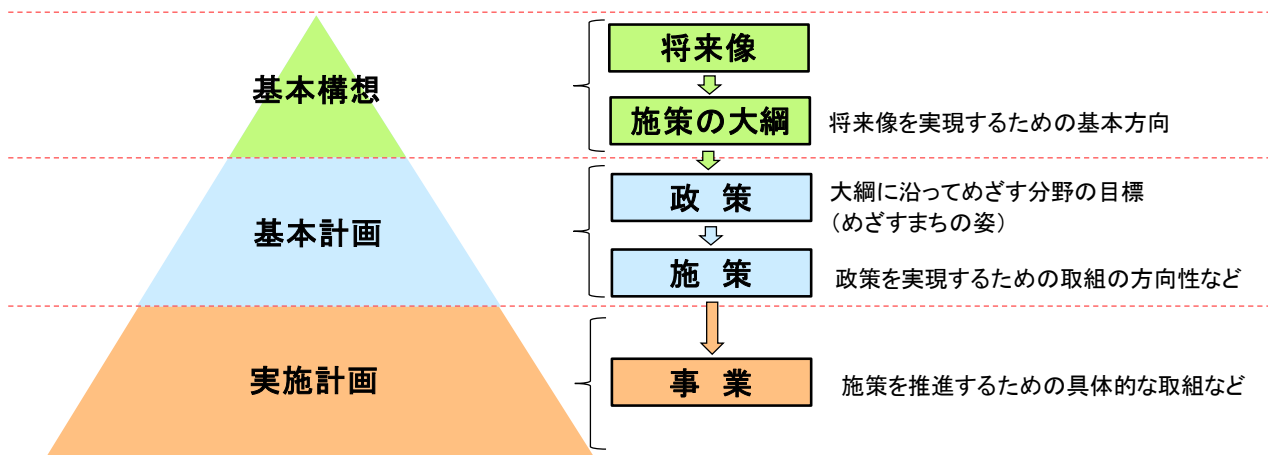 基本構想
将来像
施策の大綱
将来像を実現するための基本方向
基本計画
政 策
大綱に沿ってめざす分野の目標
（めざすまちの姿）
施 策
政策を実現するための取組の方向性など
実施計画
事 業
施策を推進するための具体的な取組など